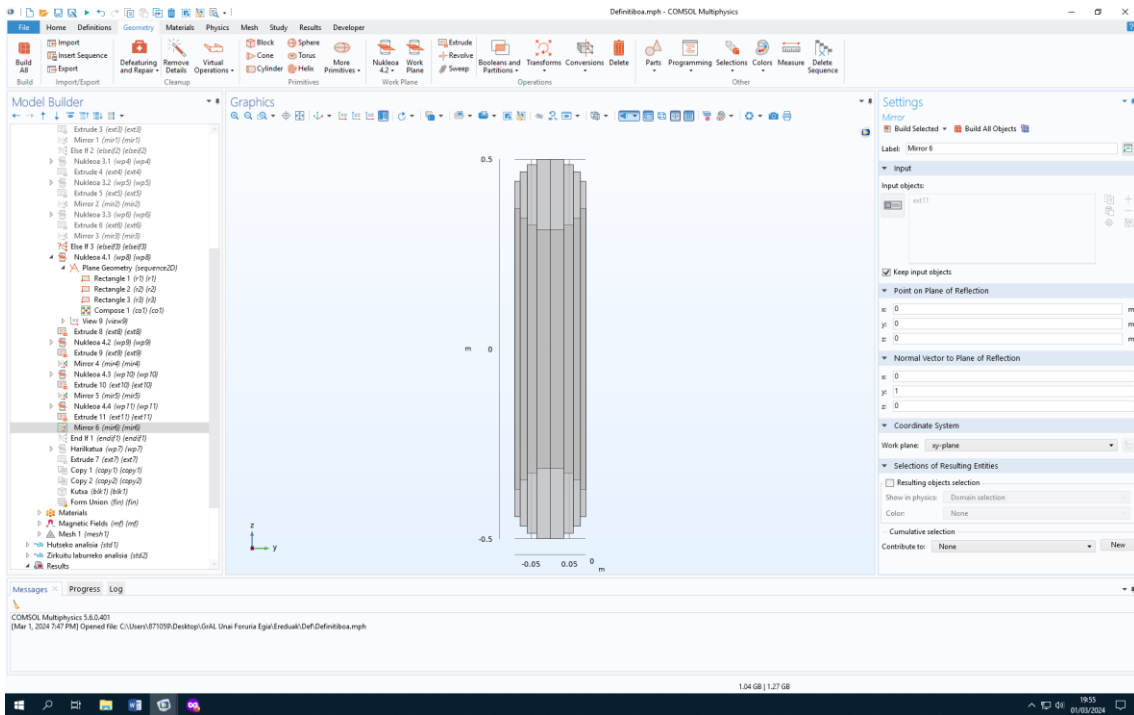 Definitiboa.mph - COMSOL Multiphysics
File Home Definitions Geometry Materials Physics Mesh Study Results Developer
Build All
Import
Insert Sequence
Export
Defeaturing and Repair
Remove Details
Virtual Operations
Block
Cone
Cylinder
Sphere
Torus
Helix
More Primitives
Nukleoa 4.2
Work Plane
Extrude
Revolve
Sweep
Booleans and Partitions
Transforms
Conversions
Delete
Parts
Programming
Selections
Colors
Measure
Delete Sequence
Build Import/Export Cleanup Primitives Work Plane Operations Other
Model Builder
Extrude 3 (ext3) {ext3}
Mirror 1 (mir1) {mir1}
Else If 2 (elseif2) {elseif2}
Nukleoa 3.1 (wp4) {wp4}
Extrude 4 (ext4) {ext4}
Nukleoa 3.2 (wp5) {wp5}
Extrude 5 (ext5) {ext5}
Mirror 2 (mir2) {mir2}
Nukleoa 3.3 (wp6) {wp6}
Extrude 6 (ext6) {ext6}
Mirror 3 (mir3) {mir3}
Else If 3 (elseif3) {elseif3}
Nukleoa 4.1 (wp8) {wp8}
Plane Geometry (sequence2D)
Rectangle 1 (r1) {r1}
Rectangle 2 (r2) {r2}
Rectangle 3 (r3) {r3}
Compose 1 (co1) {co1}
View 9 {view9}
Extrude 8 (ext8) {ext8}
Nukleoa 4.2 (wp9) {wp9}
Extrude 9 (ext9) {ext9}
Mirror 4 (mir4) {mir4}
Nukleoa 4.3 (wp10) {wp10}
Extrude 10 (ext10) {ext10}
Mirror 5 (mir5) {mir5}
Nukleoa 4.4 (wp11) {wp11}
Extrude 11 (ext11) {ext11}
Mirror 6 (mir6) {mir6}
End If 1 (endif1) {endif1}
Harilkatua (wp7) {wp7}
Extrude 7 (ext7) {ext7}
Copy 1 (copy1) {copy1}
Copy 2 (copy2) {copy2}
Kutxa (blk1) {blk1}
Form Union (fin) {fin}
Materials
Magnetic Fields (mf) {mf}
Mesh 1 {mesh1}
Hutseko analisia {std1}
Zirkuitu laburreko analisia {std2}
Results
Graphics
0.5
m 0
-0.5
-0.05 0.05 0
m
z
y
Settings
Mirror
Build Selected Build All Objects
Label: Mirror 6
Input
Input objects:
ext11
Keep input objects
Point on Plane of Reflection
x: 0 m
y: 0 m
z: 0 m
Normal Vector to Plane of Reflection
x: 0
y: 1
z: 0
Coordinate System
Work plane: xy-plane
Selections of Resulting Entities
Resulting objects selection
Show in physics: Domain selection
Color: None
Cumulative selection
Contribute to: None New
Messages Progress Log
COMSOL Multiphysics 5.6.0.401
[Mar 1, 2024 7:47 PM] Opened file: C:\Users\871059\Desktop\GrAL Unai Foruria Egia\Ereduak\Def\Definitiboa.mph
1.04 GB | 1.27 GB
19:55
01/03/2024